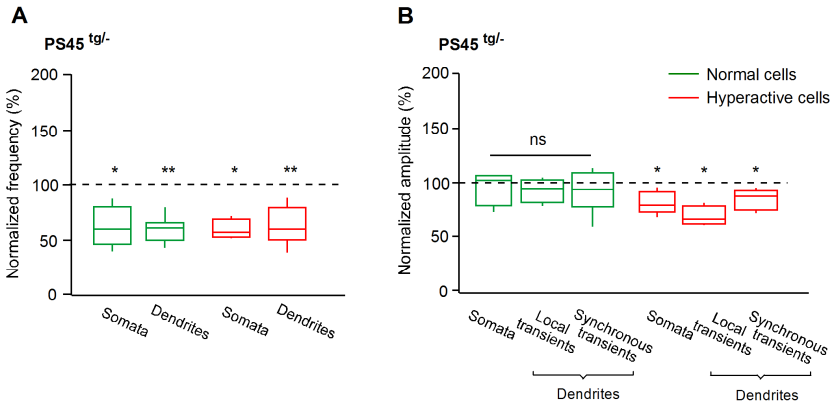 A
PS45 tg/-
Normalized frequency (%)
200
150
100
50
0
* ** * **
Somata
Dendrites
Somata
Dendrites
B
PS45 tg/-
Normal cells
Hyperactive cells
Normalized amplitude (%)
200
150
100
50
0
ns
* * *
Somata
Local transients
Synchronous transients
Somata
Local transients
Synchronous transients
Dendrites
Dendrites